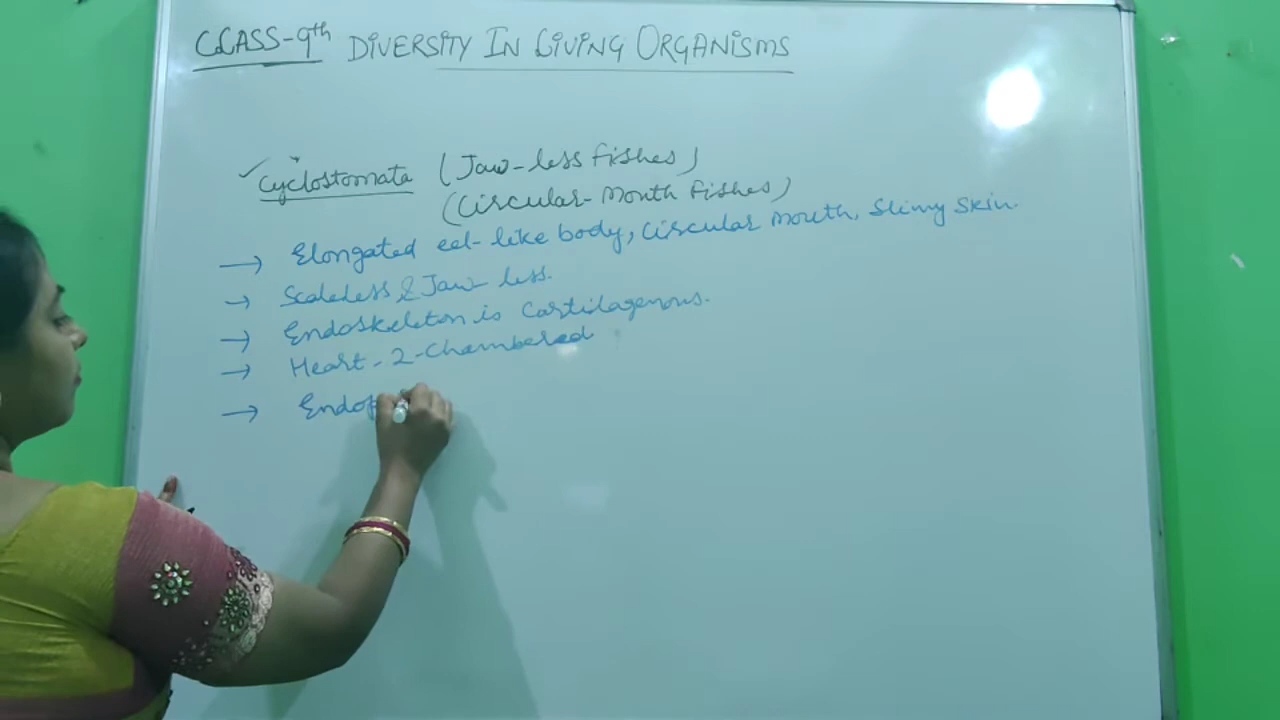 CLASS-9th DIVERSITY IN LIVING ORGANISMS
✓ Cyclostomata (Jaw-less fishes)
(Circular-Mouth Fishes)
→ Elongated eel-like body, Circular Mouth, Slimy Skin.
→ Scaleless & Jaw less.
→ Endoskeleton is Cartilagenous.
→ Heart - 2-Chambered
→